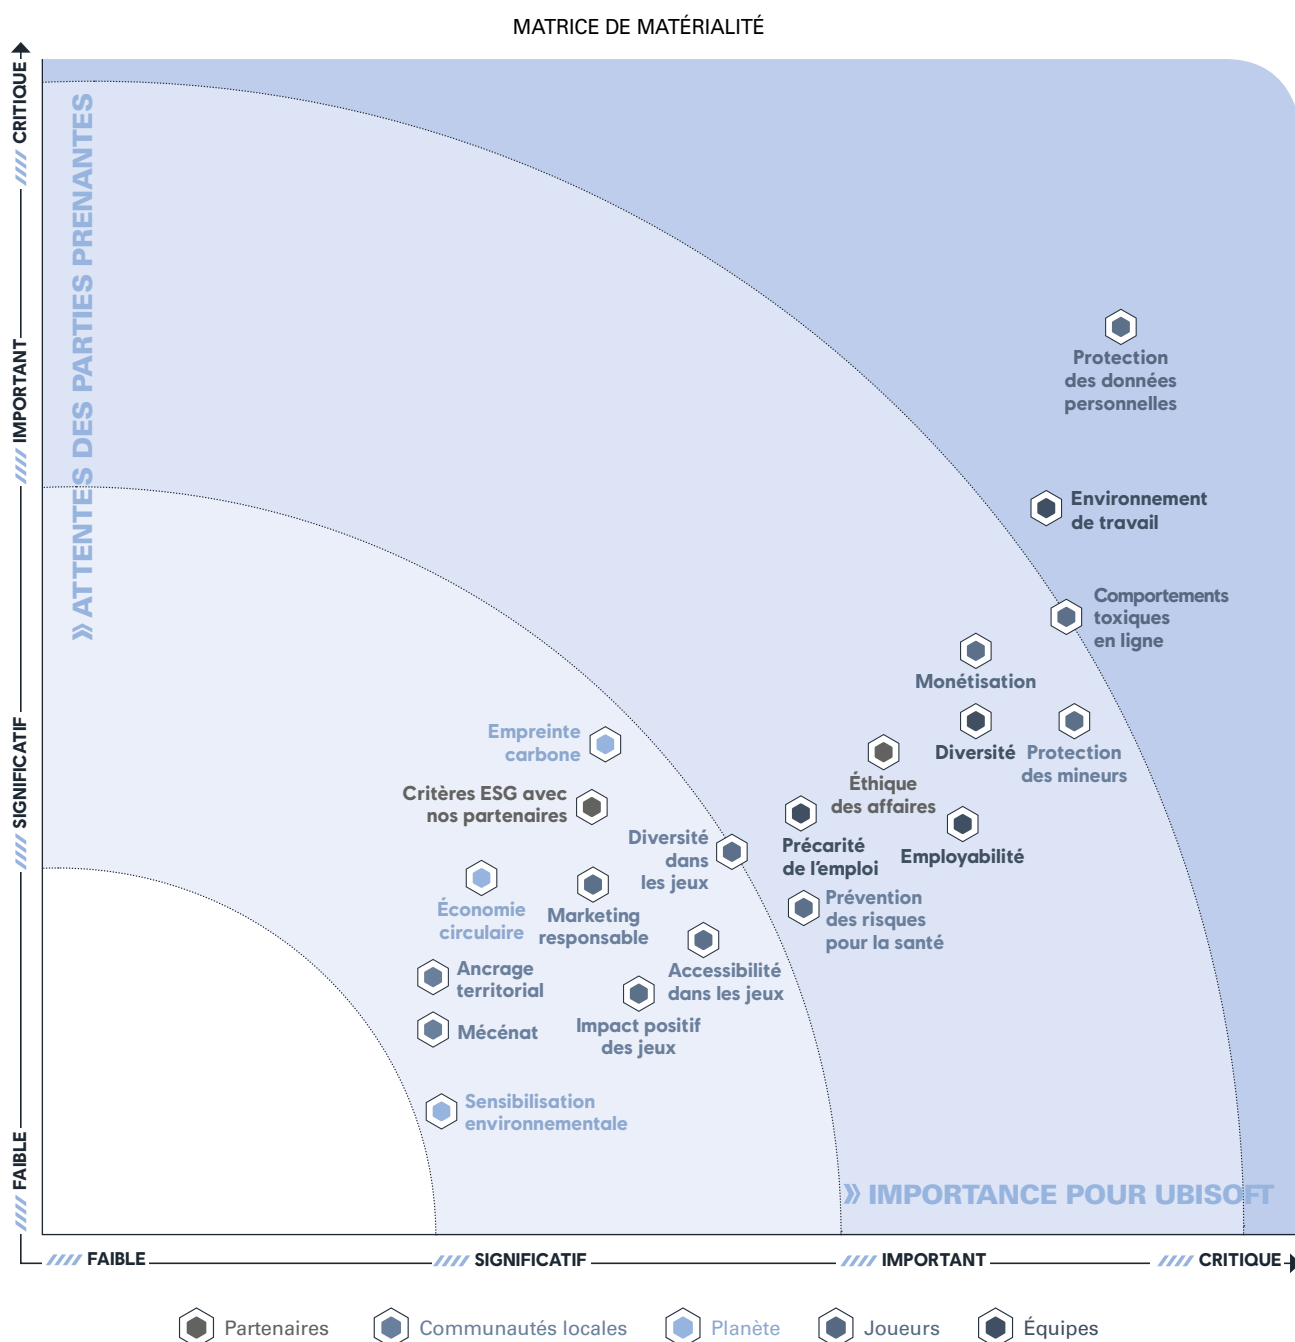 MATRICE DE MATÉRIALITÉ
CRITIQUE
IMPORTANT
SIGNIFICATIF
FAIBLE
» ATTENTES DES PARTIES PRENANTES
Protection
des données
personnelles
Environnement
de travail
Comportements
toxiques
en ligne
Monétisation
Diversité
Protection
des mineurs
Éthique
des affaires
Empreinte
carbone
Critères ESG avec
nos partenaires
Précarité
de l'emploi
Employabilité
Diversité
dans
les jeux
Économie
circulaire
Marketing
responsable
Prévention
des risques
pour la santé
Accessibilité
dans les jeux
Ancrage
territorial
Impact positif
des jeux
Mécénat
Sensibilisation
environnementale
» IMPORTANCE POUR UBISOFT
//// FAIBLE //// SIGNIFICATIF //// IMPORTANT //// CRITIQUE
Partenaires Communautés locales Planète Joueurs Équipes